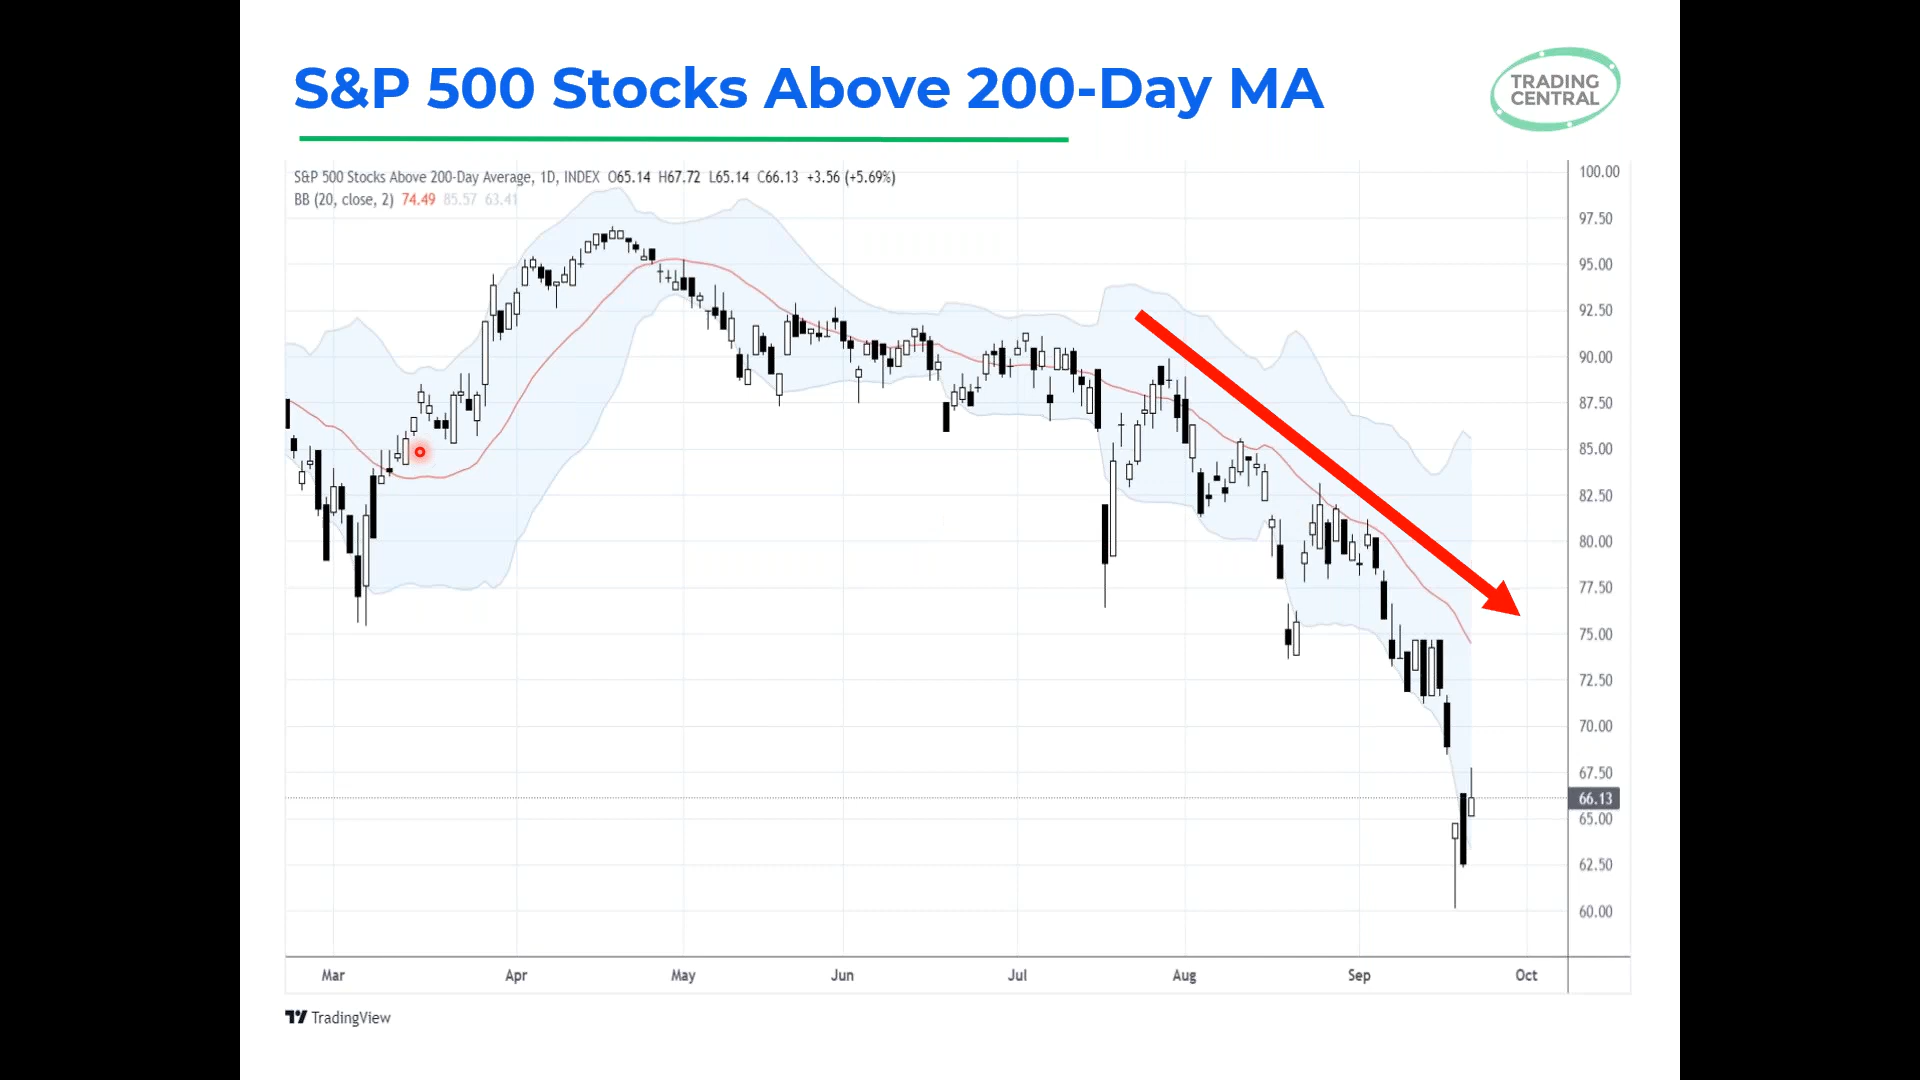 S&P 500 Stocks Above 200-Day MA
TRADING
CENTRAL
S&P 500 Stocks Above 200-Day Average, 1D, INDEX O65.14 H67.72 L65.14 C66.13 +3.56 (+5.69%)
BB (20, close, 2) 74.49 85.57 63.41
100.00
97.50
95.00
92.50
90.00
87.50
85.00
82.50
80.00
77.50
75.00
72.50
70.00
67.50
66.13
65.00
62.50
60.00
Mar Apr May Jun Jul Aug Sep Oct
TradingView